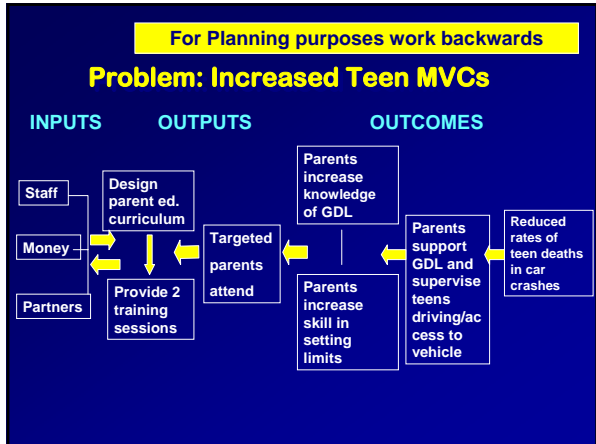 For Planning purposes work backwards
Problem: Increased Teen MVCs
INPUTS
OUTPUTS
OUTCOMES
Staff
Money
Partners
Design
parent ed.
curriculum
Provide 2
training
sessions
Targeted
parents
attend
Parents
increase
knowledge
of GDL
Parents
increase
skill in
setting
limits
Parents
support
GDL and
supervise
teens
driving/ac
cess to
vehicle
Reduced
rates of
teen deaths
in car
crashes